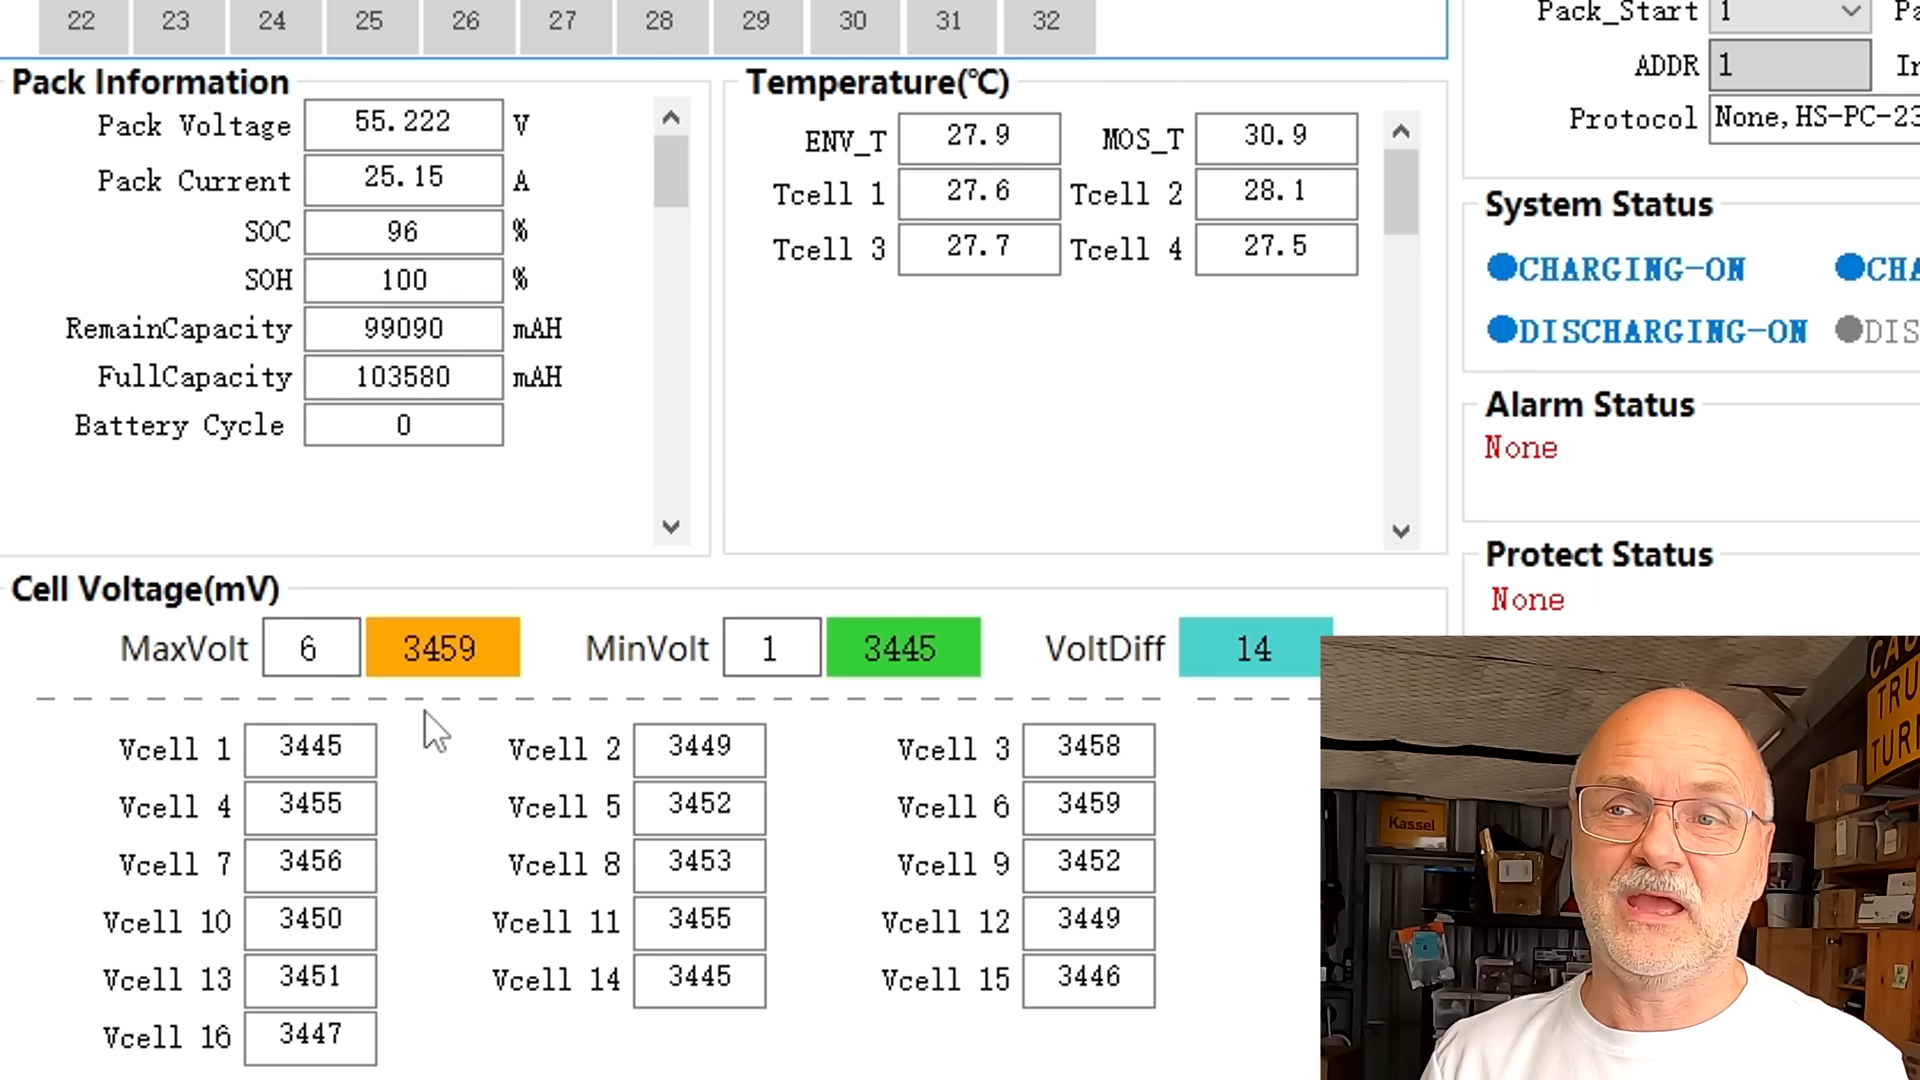 22 23 24 25 26 27 28 29 30 31 32
Pack_Start 1
ADDR 1
Protocol None,HS-PC-23
Pack Information
Pack Voltage 55.222 V
Pack Current 25.15 A
SOC 96 %
SOH 100 %
RemainCapacity 99090 mAH
FullCapacity 103580 mAH
Battery Cycle 0
Temperature(℃)
ENV_T 27.9 MOS_T 30.9
Tcell 1 27.6 Tcell 2 28.1
Tcell 3 27.7 Tcell 4 27.5
System Status
CHARGING-ON CHA
DISCHARGING-ON DIS
Alarm Status
None
Protect Status
None
Cell Voltage(mV)
MaxVolt 6 3459 MinVolt 1 3445 VoltDiff 14
Vcell 1 3445 Vcell 2 3449 Vcell 3 3458
Vcell 4 3455 Vcell 5 3452 Vcell 6 3459
Vcell 7 3456 Vcell 8 3453 Vcell 9 3452
Vcell 10 3450 Vcell 11 3455 Vcell 12 3449
Vcell 13 3451 Vcell 14 3445 Vcell 15 3446
Vcell 16 3447
CAU
TRU
TURN
Kassel